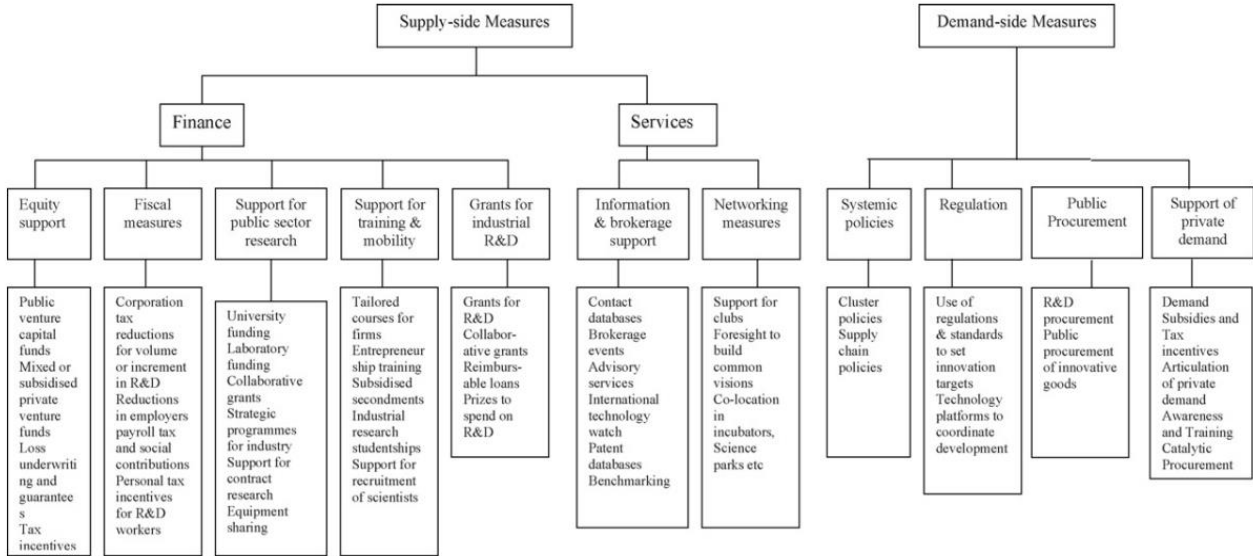 Supply-side Measures
Demand-side Measures
Finance
Services
Equity
support
Fiscal
measures
Support for
public sector
research
Support for
training &
mobility
Grants for
industrial
R&D
Information
& brokerage
support
Networking
measures
Systemic
policies
Regulation
Public
Procurement
Support of
private
demand
Public
venture
capital
funds
Mixed or
subsidised
private
venture
funds
Loss
underwriti
ng and
guarantee
s
Tax
incentives
Corporation
tax
reductions
for volume
or increment
in R&D
Reductions
in employers
payroll tax
and social
contributions
Personal tax
incentives
for R&D
workers
University
funding
Laboratory
funding
Collaborative
grants
Strategic
programmes
for industry
Support for
contract
research
Equipment
sharing
Tailored
courses for
firms
Entrepreneur
ship training
Subsidised
secondments
Industrial
research
studentships
Support for
recruitment
of scientists
Grants for
R&D
Collabor-
ative grants
Reimburs-
able loans
Prizes to
spend on
R&D
Contact
databases
Brokerage
events
Advisory
services
International
technology
watch
Patent
databases
Benchmarking
Support for
clubs
Foresight to
build
common
visions
Co-location
in
incubators,
Science
parks etc
Cluster
policies
Supply
chain
policies
Use of
regulations
& standards
to set
innovation
targets
Technology
platforms to
coordinate
development
R&D
procurement
Public
procurement
of innovative
goods
Demand
Subsidies and
Tax
incentives
Articulation
of private
demand
Awareness
and Training
Catalytic
Procurement